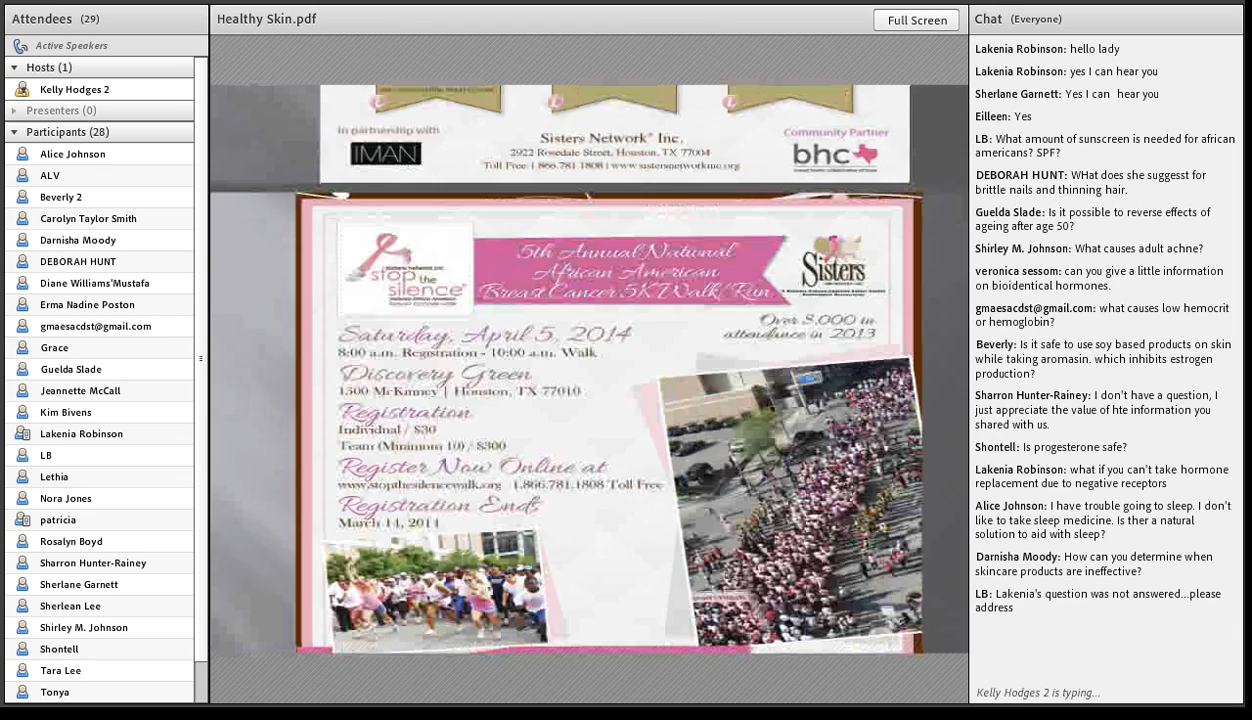 Attendees (29)
Active Speakers
Hosts (1)
Kelly Hodges 2
Presenters (0)
Participants (28)
Alice Johnson
ALV
Beverly 2
Carolyn Taylor Smith
Darnisha Moody
DEBORAH HUNT
Diane Williams'Mustafa
Erma Nadine Poston
gmaesacdst@gmail.com
Grace
Guelda Slade
Jeannette McCall
Kim Bivens
Lakenia Robinson
LB
Lethia
Nora Jones
patricia
Rosalyn Boyd
Sharron Hunter-Rainey
Sherlane Garnett
Sherlean Lee
Shirley M. Johnson
Shontell
Tara Lee
Tonya
Healthy Skin.pdf
Full Screen
In partnership with
IMAN
Sisters Network® Inc.
2922 Rosedale Street, Houston, TX 77004
Toll Free 1.866.781.1808 | www.sistersnetworkinc.org
Community Partner
bhc
stop the
silence
5th Annual National
African American
Breast Cancer 5K Walk/Run
Sisters
Saturday, April 5, 2014
8:00 a.m. Registration - 10:00 a.m. Walk
Over 8,000 in
attendance in 2013
Discovery Green
1500 McKinney | Houston, TX 77010
Registration
Individual / $30
Team (Minimum 10) / $300
Register Now Online at
www.stopthesilencewalk.org 1.866.781.1808 Toll Free
Registration Ends
March 14, 2014
Chat (Everyone)
Lakenia Robinson: hello lady
Lakenia Robinson: yes I can hear you
Sherlane Garnett: Yes I can hear you
Eilleen: Yes
LB: What amount of sunscreen is needed for african
americans? SPF?
DEBORAH HUNT: WHat does she suggesst for
brittle nails and thinning hair.
Guelda Slade: Is it possible to reverse effects of
ageing after age 50?
Shirley M. Johnson: What causes adult achne?
veronica sessom: can you give a little information
on bioidentical hormones.
gmaesacdst@gmail.com: what causes low hemocrit
or hemoglobin?
Beverly: Is it safe to use soy based products on skin
while taking aromasin. which inhibits estrogen
production?
Sharron Hunter-Rainey: I don't have a question, I
just appreciate the value of hte information you
shared with us.
Shontell: Is progesterone safe?
Lakenia Robinson: what if you can't take hormone
replacement due to negative receptors
Alice Johnson: I have trouble going to sleep. I don't
like to take sleep medicine. Is ther a natural
solution to aid with sleep?
Darnisha Moody: How can you determine when
skincare products are ineffective?
LB: Lakenia's question was not answered...please
address
Kelly Hodges 2 is typing...